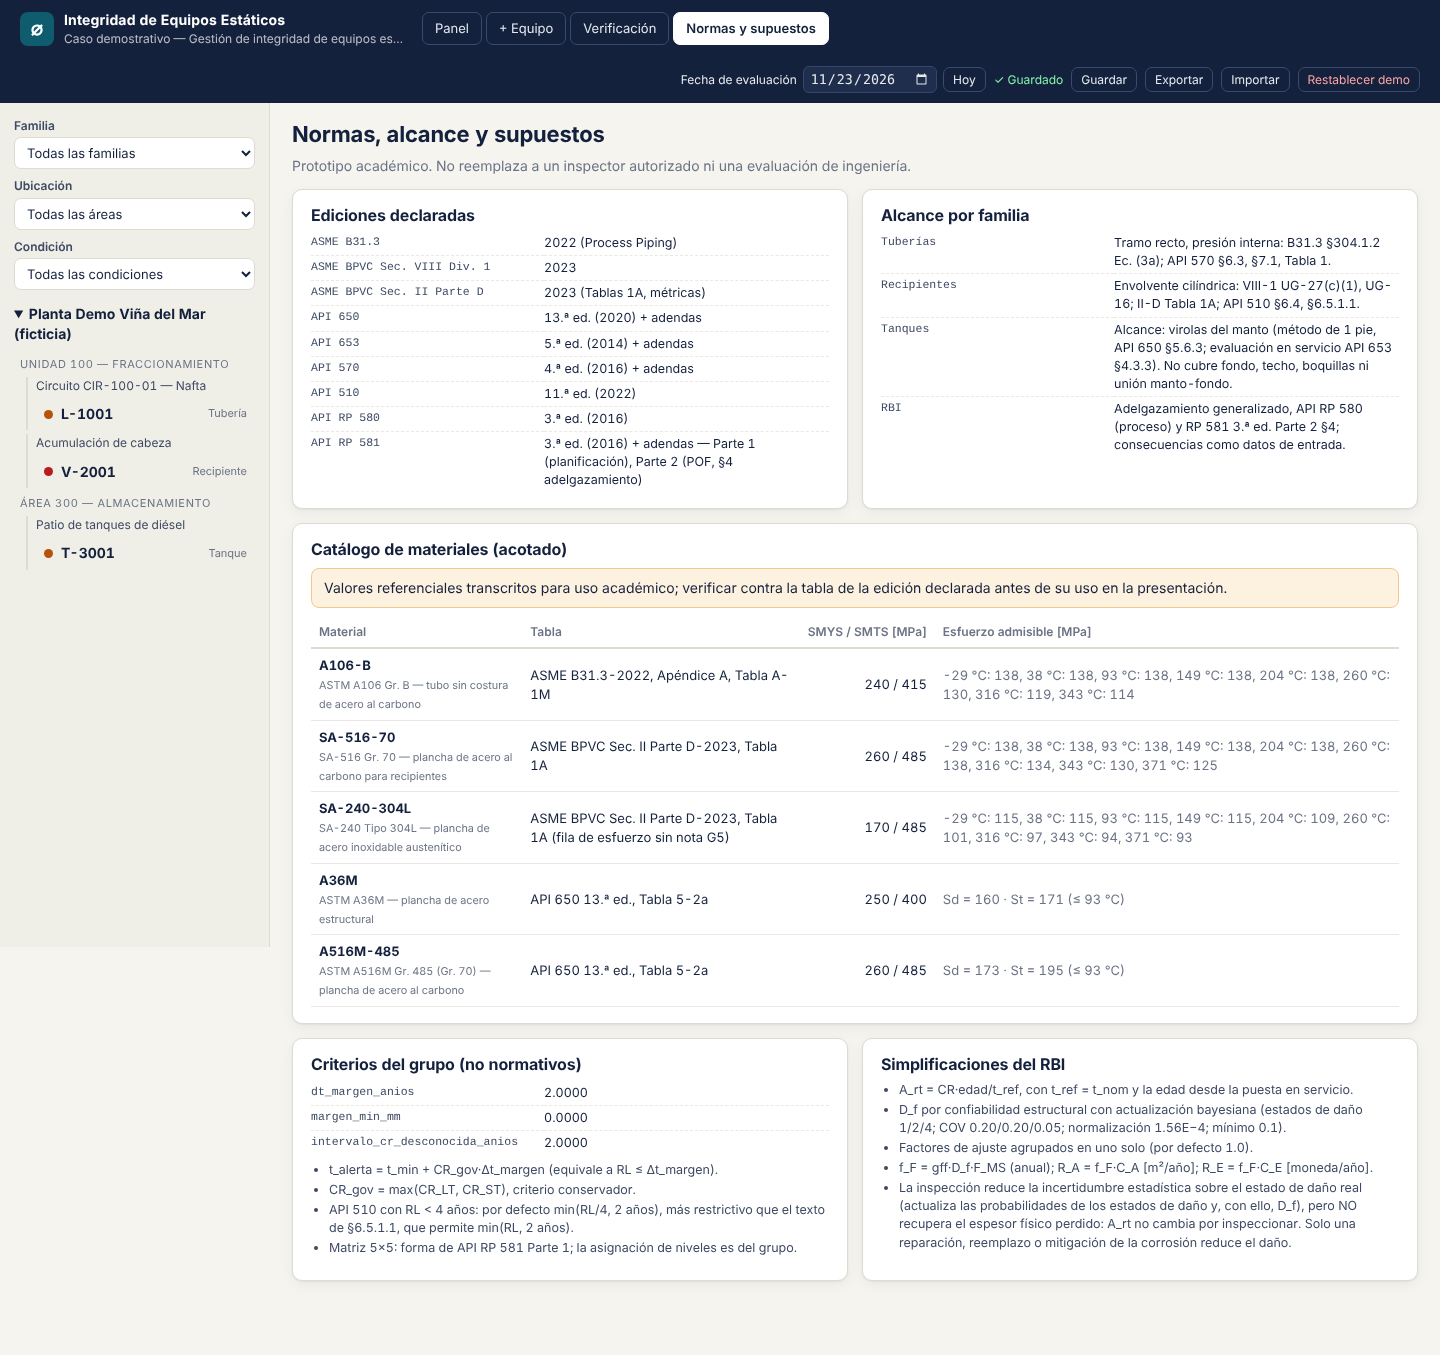 Integridad de Equipos Estáticos
Caso demostrativo — Gestión de integridad de equipos es...
Panel
+ Equipo
Verificación
Normas y supuestos
Fecha de evaluación
11/23/2026
Hoy
✓ Guardado
Guardar
Exportar
Importar
Restablecer demo
Familia
Todas las familias
Ubicación
Todas las áreas
Condición
Todas las condiciones
▼ Planta Demo Viña del Mar
(ficticia)
UNIDAD 100 — FRACCIONAMIENTO
Circuito CIR-100-01 — Nafta
L-1001 Tubería
Acumulación de cabeza
V-2001 Recipiente
ÁREA 300 — ALMACENAMIENTO
Patio de tanques de diésel
T-3001 Tanque
Normas, alcance y supuestos
Prototipo académico. No reemplaza a un inspector autorizado ni una evaluación de ingeniería.
Ediciones declaradas
ASME B31.3 2022 (Process Piping)
ASME BPVC Sec. VIII Div. 1 2023
ASME BPVC Sec. II Parte D 2023 (Tablas 1A, métricas)
API 650 13.ª ed. (2020) + adendas
API 653 5.ª ed. (2014) + adendas
API 570 4.ª ed. (2016) + adendas
API 510 11.ª ed. (2022)
API RP 580 3.ª ed. (2016)
API RP 581 3.ª ed. (2016) + adendas — Parte 1
(planificación), Parte 2 (POF, §4
adelgazamiento)
Alcance por familia
Tuberías Tramo recto, presión interna: B31.3 §304.1.2
Ec. (3a); API 570 §6.3, §7.1, Tabla 1.
Recipientes Envolvente cilíndrica: VIII-1 UG-27(c)(1), UG-
16; II-D Tabla 1A; API 510 §6.4, §6.5.1.1.
Tanques Alcance: virolas del manto (método de 1 pie,
API 650 §5.6.3; evaluación en servicio API 653
§4.3.3). No cubre fondo, techo, boquillas ni
unión manto-fondo.
RBI Adelgazamiento generalizado, API RP 580
(proceso) y RP 581 3.ª ed. Parte 2 §4;
consecuencias como datos de entrada.
Catálogo de materiales (acotado)
Valores referenciales transcritos para uso académico; verificar contra la tabla de la edición declarada antes de su uso en la presentación.
Material Tabla SMYS / SMTS [MPa] Esfuerzo admisible [MPa]
A106-B
ASTM A106 Gr. B — tubo sin costura
de acero al carbono
ASME B31.3-2022, Apéndice A, Tabla A-
1M
240 / 415
-29 °C: 138, 38 °C: 138, 93 °C: 138, 149 °C: 138, 204 °C: 138, 260 °C:
130, 316 °C: 119, 343 °C: 114
SA-516-70
SA-516 Gr. 70 — plancha de acero al
carbono para recipientes
ASME BPVC Sec. II Parte D-2023, Tabla
1A
260 / 485
-29 °C: 138, 38 °C: 138, 93 °C: 138, 149 °C: 138, 204 °C: 138, 260 °C:
138, 316 °C: 134, 343 °C: 130, 371 °C: 125
SA-240-304L
SA-240 Tipo 304L — plancha de
acero inoxidable austenítico
ASME BPVC Sec. II Parte D-2023, Tabla
1A (fila de esfuerzo sin nota G5)
170 / 485
-29 °C: 115, 38 °C: 115, 93 °C: 115, 149 °C: 115, 204 °C: 109, 260 °C:
101, 316 °C: 97, 343 °C: 94, 371 °C: 93
A36M
ASTM A36M — plancha de acero
estructural
API 650 13.ª ed., Tabla 5-2a
250 / 400
Sd = 160 · St = 171 (≤ 93 °C)
A516M-485
ASTM A516M Gr. 485 (Gr. 70) —
plancha de acero al carbono
API 650 13.ª ed., Tabla 5-2a
260 / 485
Sd = 173 · St = 195 (≤ 93 °C)
Criterios del grupo (no normativos)
dt_margen_anios 2.0000
margen_min_mm 0.0000
intervalo_cr_desconocida_anios 2.0000
• t_alerta = t_min + CR_gov·Δt_margen (equivale a RL ≤ Δt_margen).
• CR_gov = max(CR_LT, CR_ST), criterio conservador.
• API 510 con RL < 4 años: por defecto min(RL/4, 2 años), más restrictivo que el texto
de §6.5.1.1, que permite min(RL, 2 años).
• Matriz 5×5: forma de API RP 581 Parte 1; la asignación de niveles es del grupo.
Simplificaciones del RBI
• A_rt = CR·edad/t_ref, con t_ref = t_nom y la edad desde la puesta en servicio.
• D_f por confiabilidad estructural con actualización bayesiana (estados de daño
1/2/4; COV 0.20/0.20/0.05; normalización 1.56E−4; mínimo 0.1).
• Factores de ajuste agrupados en uno solo (por defecto 1.0).
• f_F = gff·D_f·F_MS (anual); R_A = f_F·C_A [m²/año]; R_E = f_F·C_E [moneda/año].
• La inspección reduce la incertidumbre estadística sobre el estado de daño real
(actualiza las probabilidades de los estados de daño y, con ello, D_f), pero NO
recupera el espesor físico perdido: A_rt no cambia por inspeccionar. Solo una
reparación, reemplazo o mitigación de la corrosión reduce el daño.